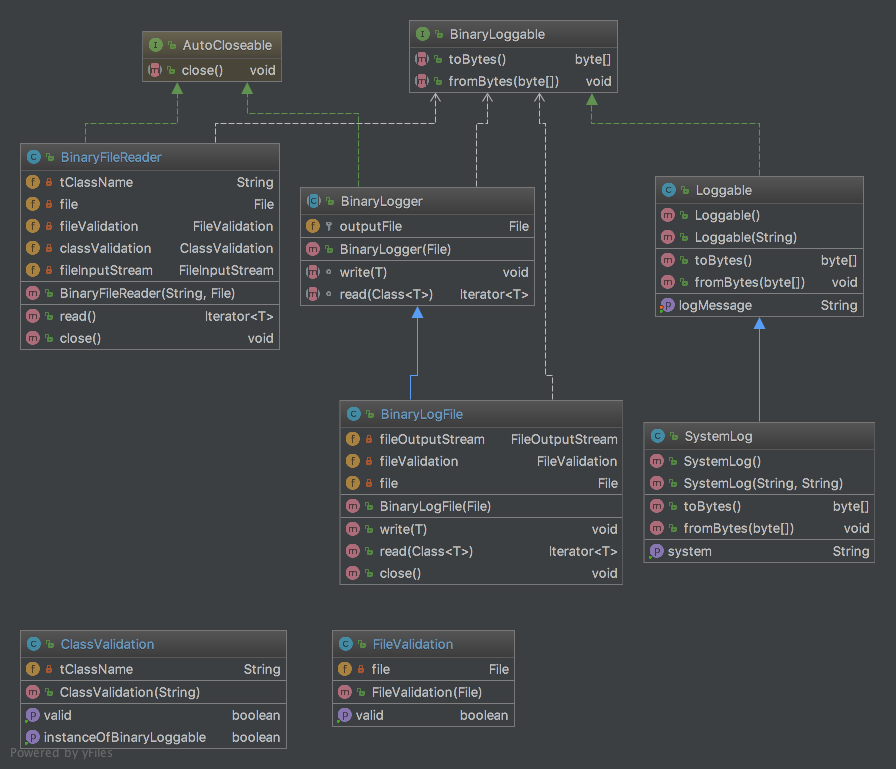 AutoCloseable
close() void
BinaryLoggable
toBytes() byte[]
fromBytes(byte[]) void
BinaryFileReader
tClassName String
file File
fileValidation FileValidation
classValidation ClassValidation
fileInputStream FileInputStream
BinaryFileReader(String, File)
read() Iterator<T>
close() void
BinaryLogger
outputFile File
BinaryLogger(File)
write(T) void
read(Class<T>) Iterator<T>
Loggable
Loggable()
Loggable(String)
toBytes() byte[]
fromBytes(byte[]) void
logMessage String
BinaryLogFile
fileOutputStream FileOutputStream
fileValidation FileValidation
file File
BinaryLogFile(File)
write(T) void
read(Class<T>) Iterator<T>
close() void
SystemLog
SystemLog()
SystemLog(String, String)
toBytes() byte[]
fromBytes(byte[]) void
system String
ClassValidation
tClassName String
ClassValidation(String)
valid boolean
instanceOfBinaryLoggable boolean
FileValidation
file File
FileValidation(File)
valid boolean
Powered by yFiles